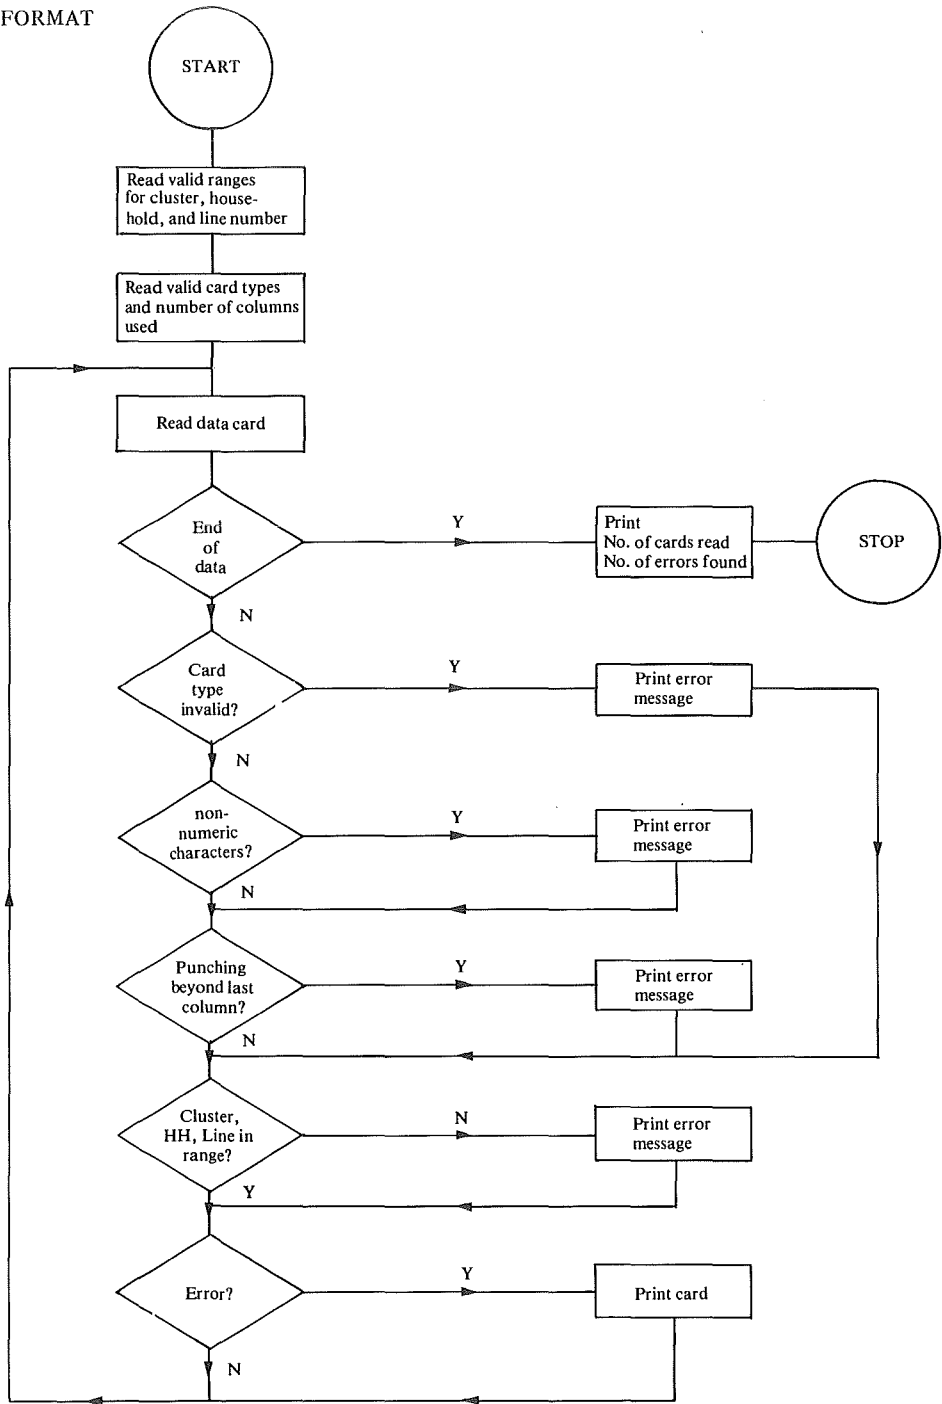 FORMAT
START
Read valid ranges
for cluster, house-
hold, and line number
Read valid card types
and number of columns
used
Read data card
End
of
data
Y
Print
No. of cards read
No. of errors found
STOP
N
Card
type
invalid?
Y
Print error
message
N
non-
numeric
characters?
Y
Print error
message
N
Punching
beyond last
column?
Y
Print error
message
N
Cluster,
HH, Line in
range?
N
Print error
message
Y
Error?
Y
Print card
N